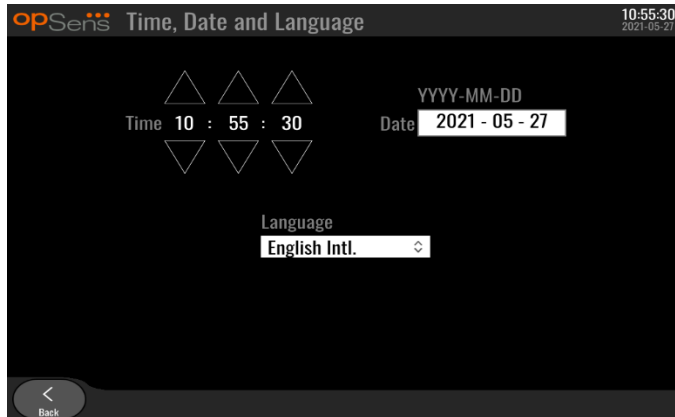 opSens Time, Date and Language
10:55:30
2021-05-27
YYYY-MM-DD
Time 10 : 55 : 30
Date 2021 - 05 - 27
Language
English Intl.
Back